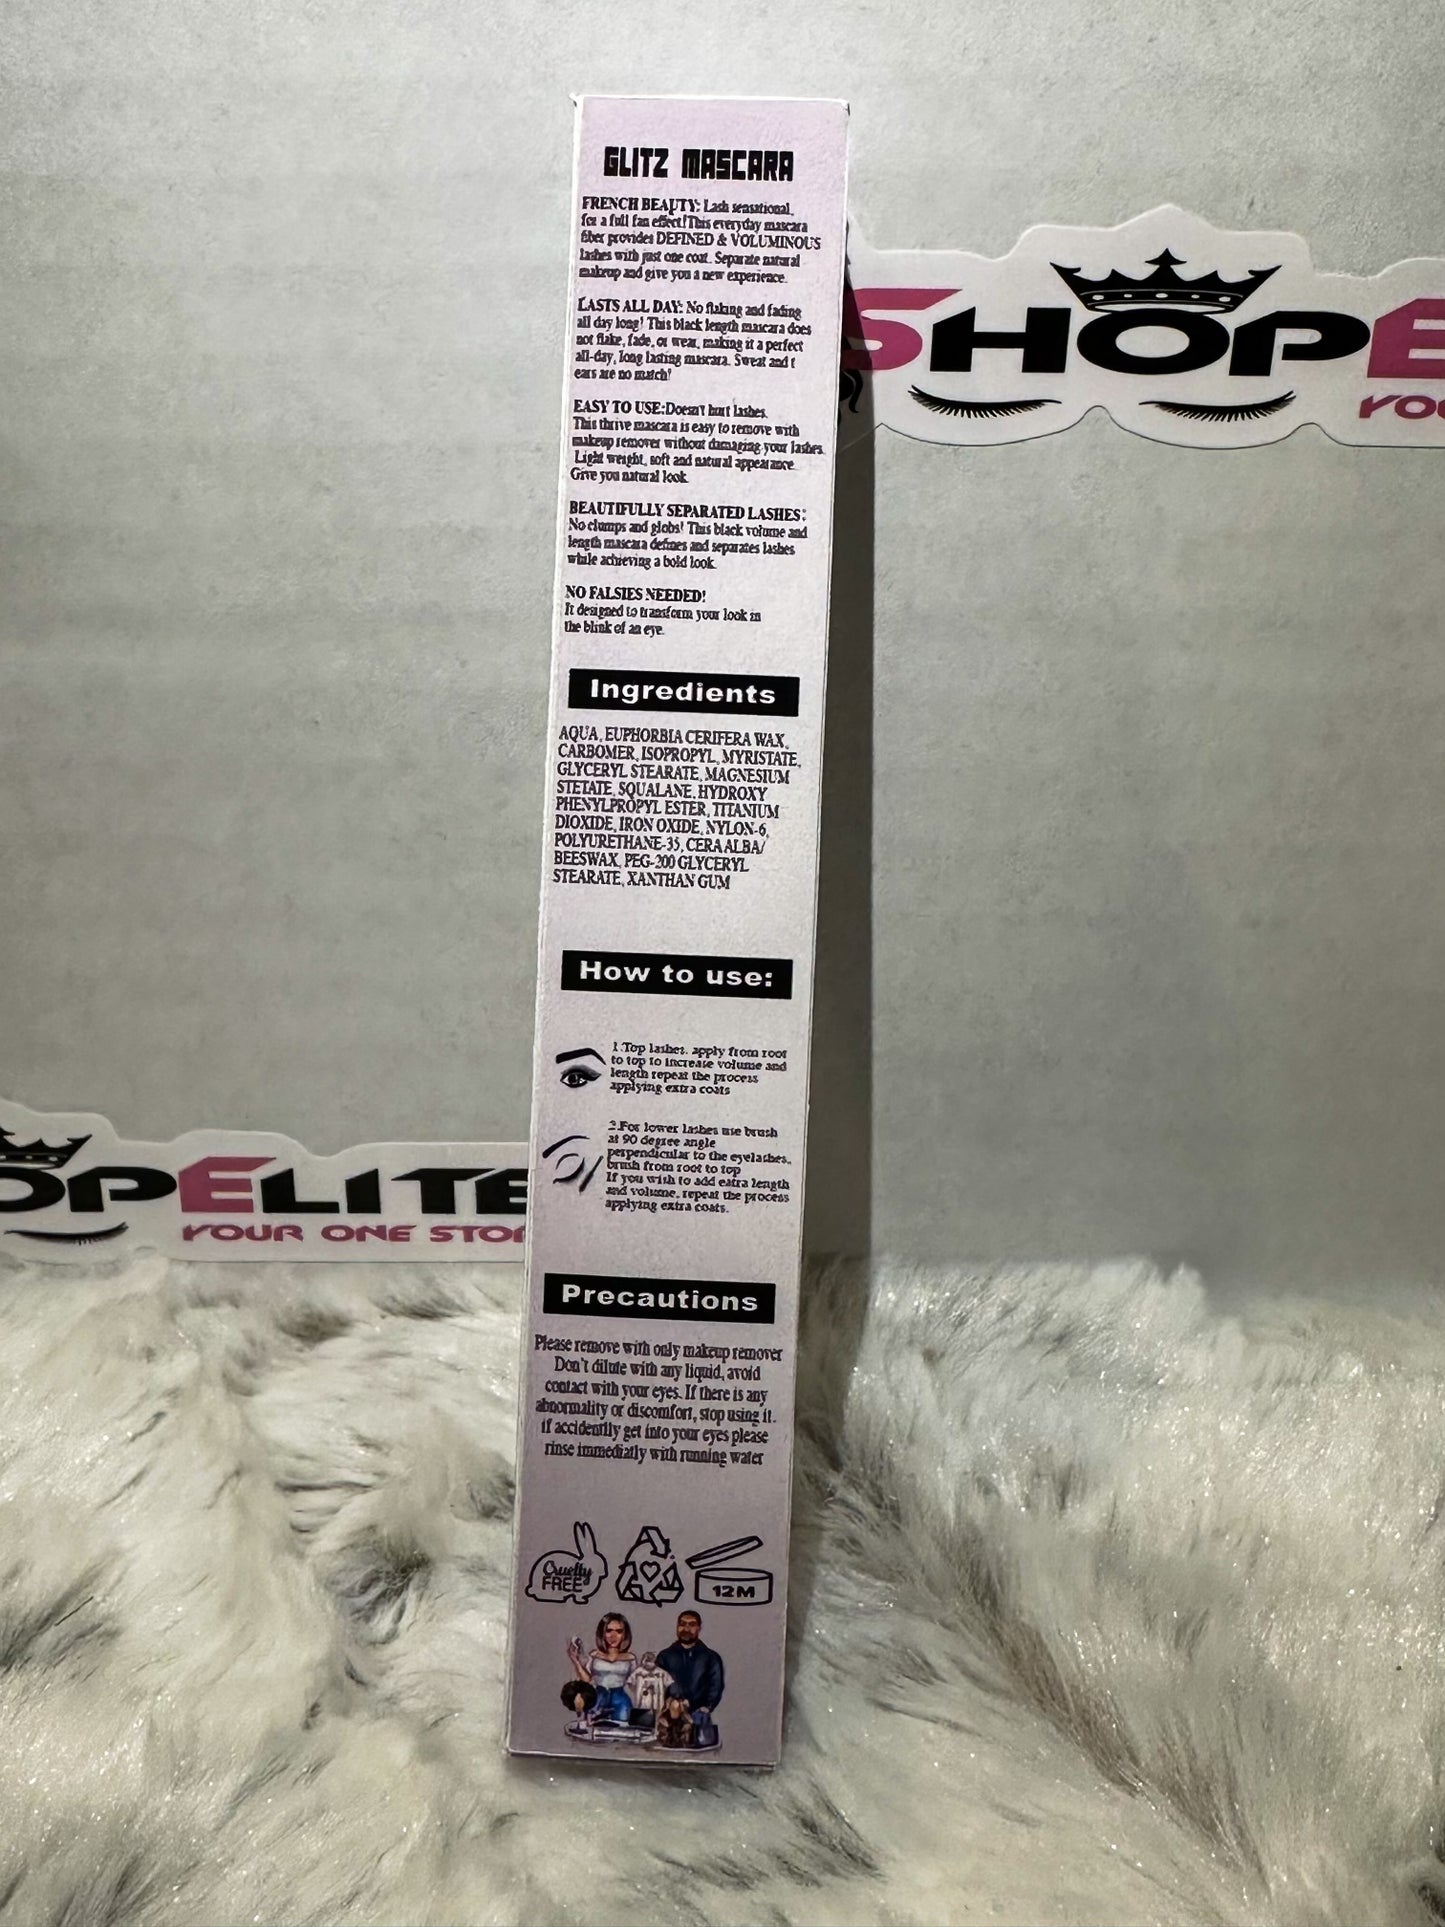 GLITZ MASCARA
FRENCH BEAUTY: Lash sensational,
for a full fan effect!This everyday mascara
fiber provides DEFINED & VOLUMINOUS
lashes with just one coat. Separate natural
makeup and give you a new experience.
LASTS ALL DAY: No flaking and fading
all day long! This black length mascara does
not flake, fade, or wear, making it a perfect
all-day, long lasting mascara. Sweat and t
ears are no match!
EASY TO USE:Doesn't hurt lashes.
This thrive mascara is easy to remove with
makeup remover without damaging your lashes.
Light weight, soft and natural appearance.
Give you natural look.
BEAUTIFULLY SEPARATED LASHES:
No clumps and globs! This black volume and
length mascara defines and separates lashes
while achieving a bold look.
NO FALSIES NEEDED!
It designed to transform your look in
the blink of an eye.
Ingredients
AQUA, EUPHORBIA CERIFERA WAX,
CARBOMER, ISOPROPYL, MYRISTATE,
GLYCERYL STEARATE, MAGNESIUM
STETATE, SQUALANE, HYDROXY
PHENYLPROPYL ESTER, TITANIUM
DIOXIDE, IRON OXIDE, NYLON-6,
POLYURETHANE-35, CERA ALBA/
BEESWAX, PEG-200 GLYCERYL
STEARATE, XANTHAN GUM
How to use:
1.Top lashes, apply from root
to top to increase volume and
length repeat the process
applying extra coats
2.For lower lashes use brush
at 90 degree angle
perpendicular to the eyelashes,
brush from root to top
If you wish to add extra length
and volume, repeat the process
applying extra coats.
Precautions
Please remove with only makeup remover
Don't dilute with any liquid, avoid
contact with your eyes. If there is any
abnormality or discomfort, stop using it.
if accidentlly get into your eyes please
rinse immediatly with running water
Cruelty
FREE
12M
SHOPE
YOU
OPELITE
YOUR ONE STOP